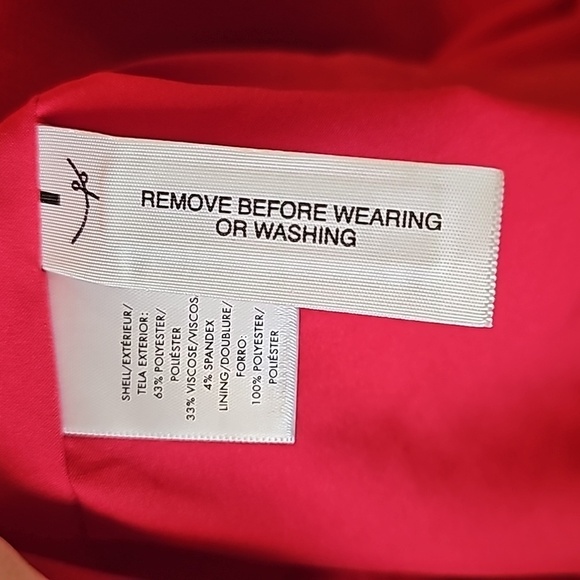 REMOVE BEFORE WEARING
OR WASHING
SHELL/EXTÉRIEUR/
TELA EXTERIOR:
63% POLYESTER/
POLIÉSTER
33% VISCOSE/VISCOS
4% SPANDEX
LINING/DOUBLURE/
FORRO:
100% POLYESTER/
POLIÉSTER